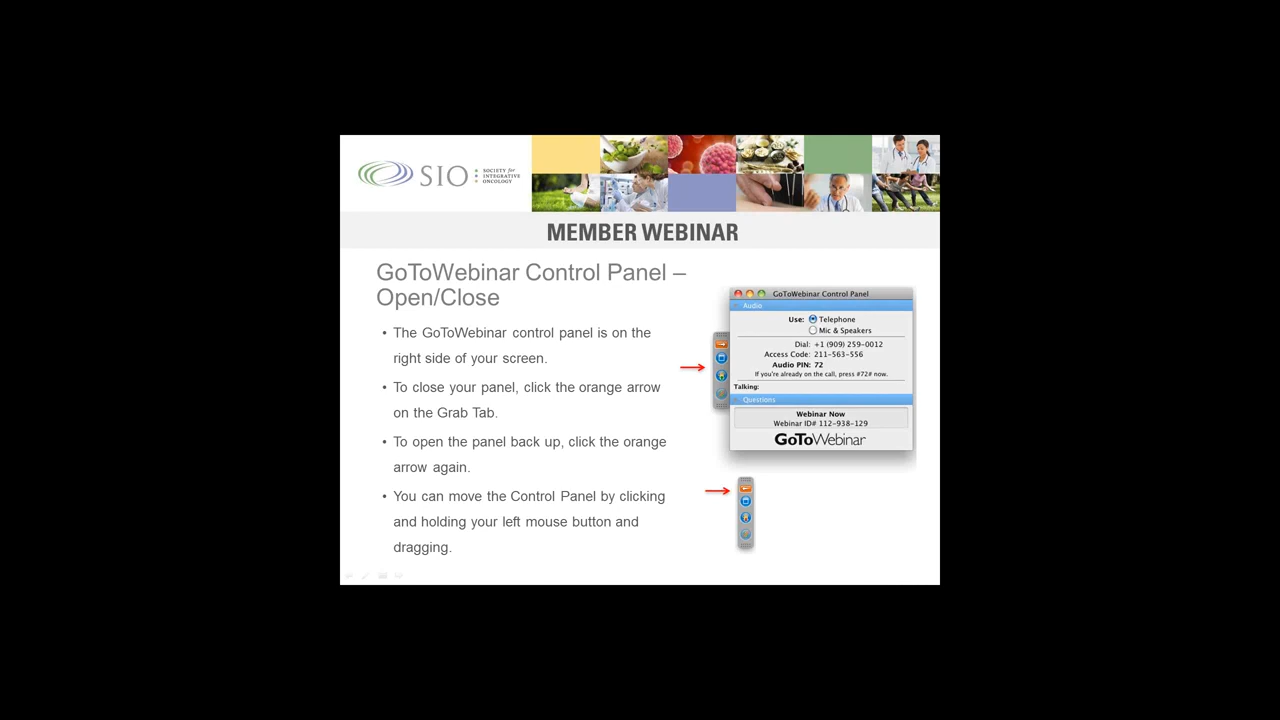 SIO
SOCIETY for
INTEGRATIVE
ONCOLOGY
MEMBER WEBINAR
GoToWebinar Control Panel –
Open/Close
• The GoToWebinar control panel is on the
right side of your screen.
• To close your panel, click the orange arrow
on the Grab Tab.
• To open the panel back up, click the orange
arrow again.
• You can move the Control Panel by clicking
and holding your left mouse button and
dragging.
GoToWebinar Control Panel
Audio
Use: Telephone
Mic & Speakers
Dial: +1 (909) 259-0012
Access Code: 211-563-556
Audio PIN: 72
If you're already on the call, press #72# now.
Talking:
Questions
Webinar Now
Webinar ID# 112-938-129
GoToWebinar